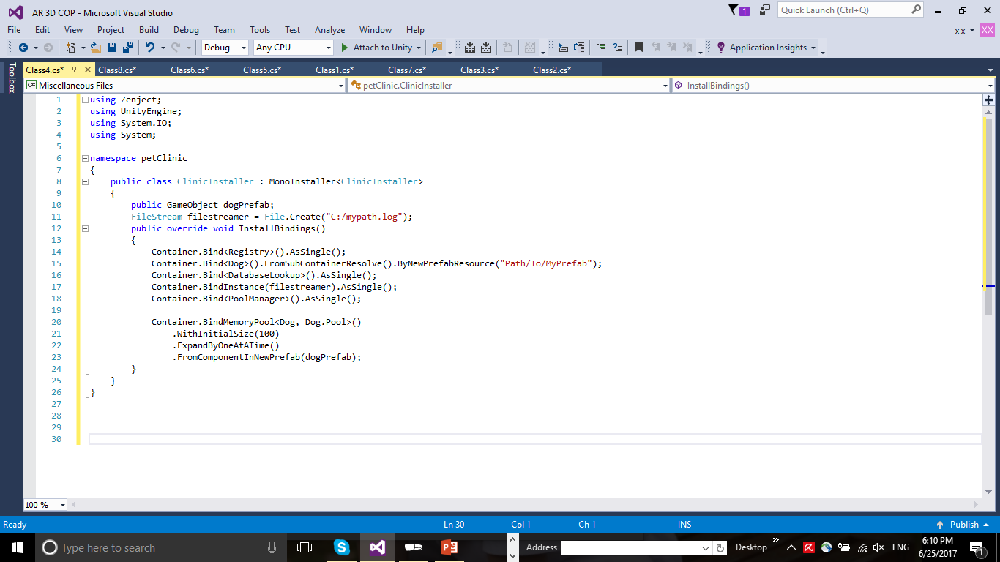 AR 3D COP - Microsoft Visual Studio
1
Quick Launch (Ctrl+Q)
File Edit View Project Build Debug Team Tools Test Analyze Window Help
x x
XX
Debug Any CPU Attach to Unity Application Insights
Toolbox
Class4.cs* Class8.cs* Class6.cs* Class5.cs* Class1.cs* Class7.cs* Class3.cs* Class2.cs*
C# Miscellaneous Files petClinic.ClinicInstaller InstallBindings()
1 using Zenject;
2 using UnityEngine;
3 using System.IO;
4 using System;
5
6 namespace petClinic
7 {
8 public class ClinicInstaller : MonoInstaller<ClinicInstaller>
9 {
10 public GameObject dogPrefab;
11 FileStream filestreamer = File.Create("C:/mypath.log");
12 public override void InstallBindings()
13 {
14 Container.Bind<Registry>().AsSingle();
15 Container.Bind<Dog>().FromSubContainerResolve().ByNewPrefabResource("Path/To/MyPrefab");
16 Container.Bind<DatabaseLookup>().AsSingle();
17 Container.BindInstance(filestreamer).AsSingle();
18 Container.Bind<PoolManager>().AsSingle();
19
20 Container.BindMemoryPool<Dog, Dog.Pool>()
21 .WithInitialSize(100)
22 .ExpandByOneAtATime()
23 .FromComponentInNewPrefab(dogPrefab);
24 }
25 }
26 }
27
28
29
30
100 %
Ready Ln 30 Col 1 Ch 1 INS Publish
Type here to search
Address
Desktop
ENG
6:10 PM
6/25/2017
1